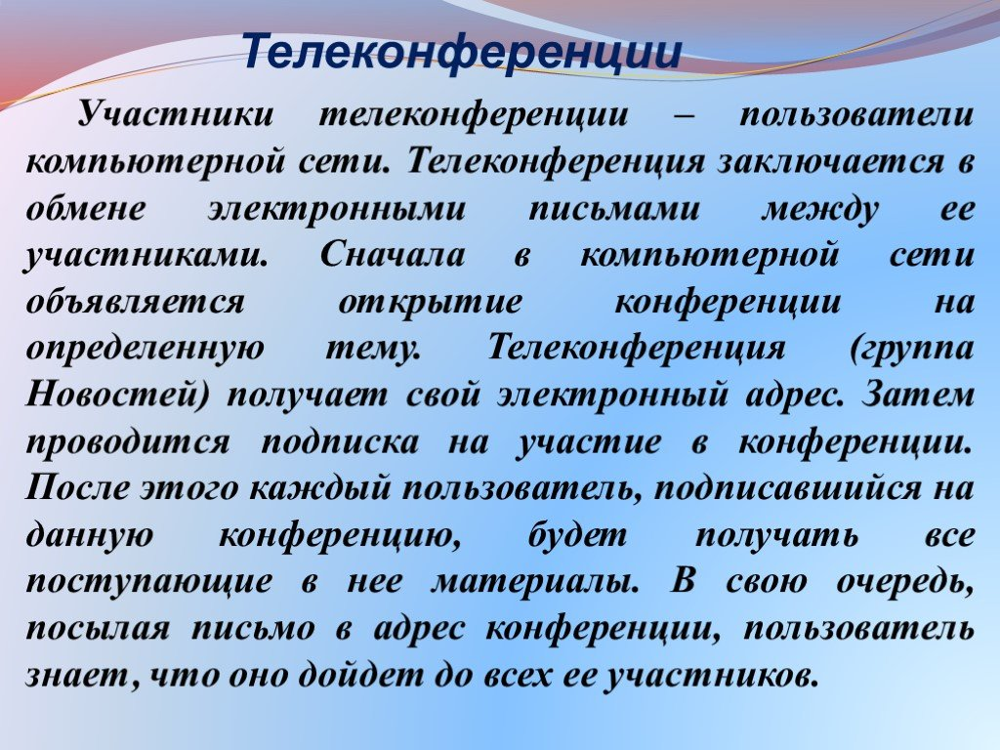 Телеконференции
Участники телеконференции – пользователи
компьютерной сети. Телеконференция заключается в
обмене электронными письмами между ее
участниками. Сначала в компьютерной сети
объявляется открытие конференции на
определенную тему. Телеконференция (группа
Новостей) получает свой электронный адрес. Затем
проводится подписка на участие в конференции.
После этого каждый пользователь, подписавшийся на
данную конференцию, будет получать все
поступающие в нее материалы. В свою очередь,
посылая письмо в адрес конференции, пользователь
знает, что оно дойдет до всех ее участников.